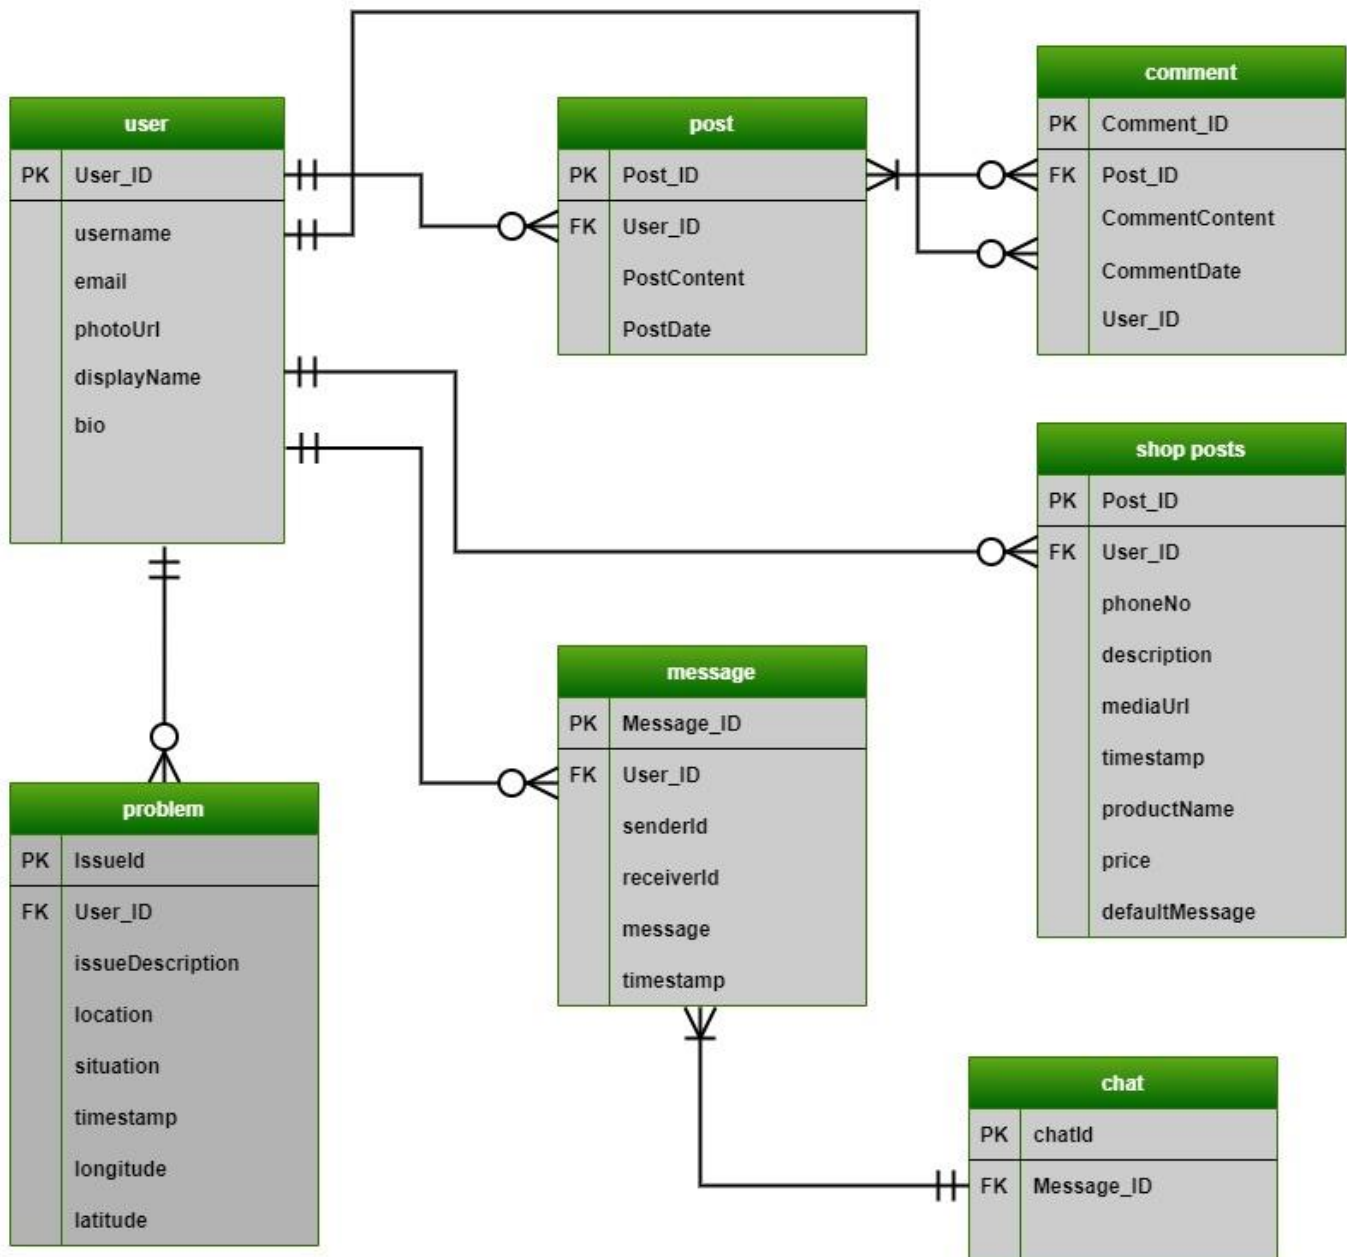 user
PK User_ID
username
email
photoUrl
displayName
bio
post
PK Post_ID
FK User_ID
PostContent
PostDate
comment
PK Comment_ID
FK Post_ID
CommentContent
CommentDate
User_ID
shop posts
PK Post_ID
FK User_ID
phoneNo
description
mediaUrl
timestamp
productName
price
defaultMessage
message
PK Message_ID
FK User_ID
senderId
receiverId
message
timestamp
problem
PK IssueId
FK User_ID
issueDescription
location
situation
timestamp
longitude
latitude
chat
PK chatId
FK Message_ID